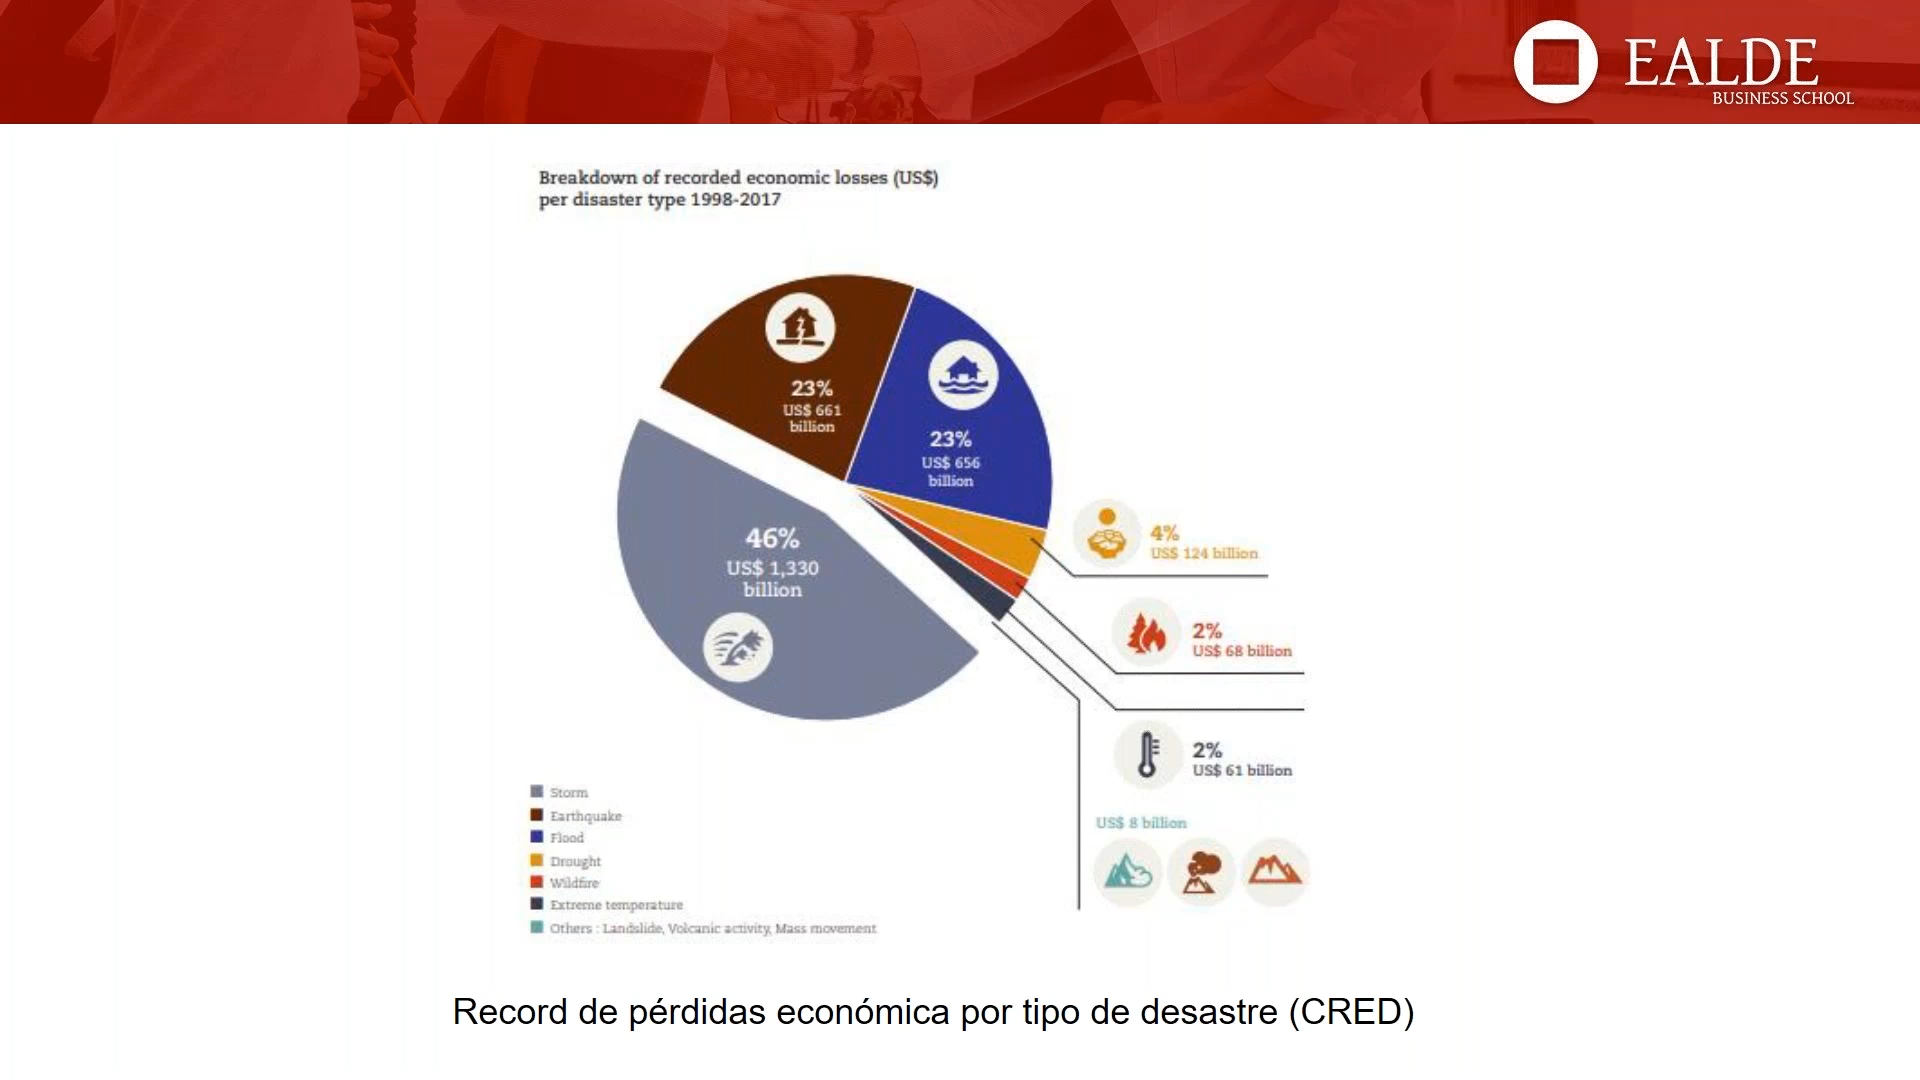 EALDE
BUSINESS SCHOOL
Breakdown of recorded economic losses (US$)
per disaster type 1998-2017
23%
US$ 661
billion
23%
US$ 656
billion
46%
US$ 1,330
billion
4%
US$ 124 billion
2%
US$ 68 billion
2%
US$ 61 billion
US$ 8 billion
Storm
Earthquake
Flood
Drought
Wildfire
Extreme temperature
Others : Landslide, Volcanic activity, Mass movement
Record de pérdidas económica por tipo de desastre (CRED)